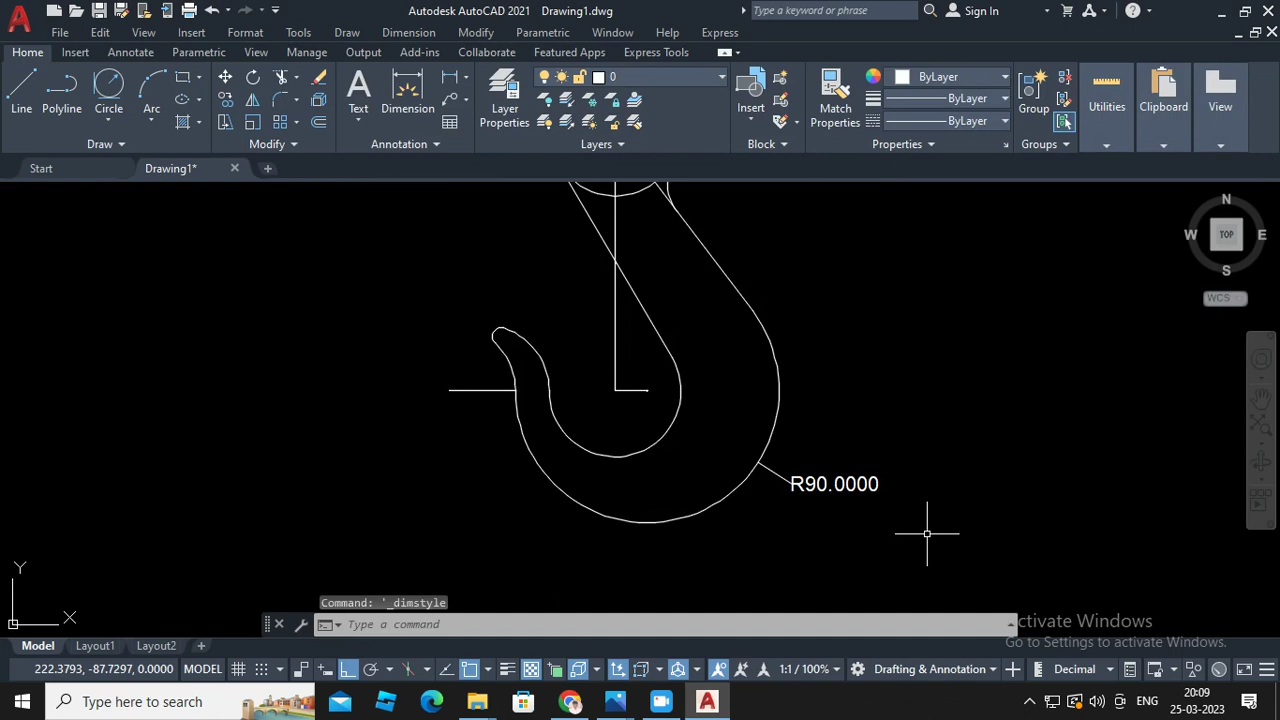 Autodesk AutoCAD 2021 Drawing1.dwg Type a keyword or phrase Sign In
File Edit View Insert Format Tools Draw Dimension Modify Parametric Window Help Express
Home Insert Annotate Parametric View Manage Output Add-ins Collaborate Featured Apps Express Tools
0 ByLayer
ByLayer
ByLayer
Line Polyline Circle Arc Text Dimension Layer Properties Insert Match Properties Group Utilities Clipboard View
Draw Modify Annotation Layers Block Properties Groups
Start Drawing1*
N
W TOP E
S
WCS
R90.0000
Y
X
Command: '_dimstyle
Type a command
Activate Windows
Go to Settings to activate Windows.
Model Layout1 Layout2
222.3793, -87.7297, 0.0000 MODEL 1:1 / 100% Drafting & Annotation Decimal
Type here to search ENG 20:09
25-03-2023